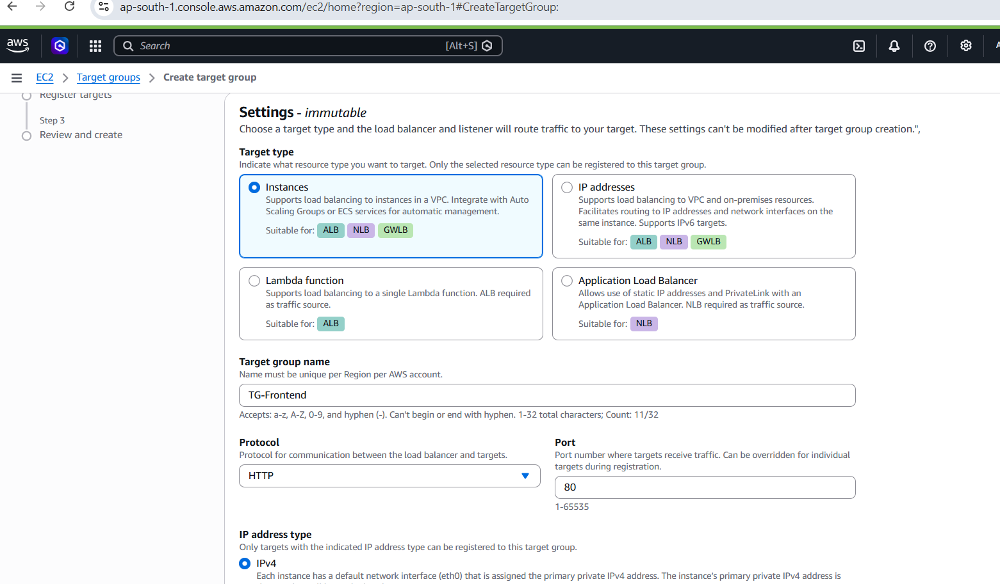 ap-south-1.console.aws.amazon.com/ec2/home?region=ap-south-1#CreateTargetGroup:
aws
Search
[Alt+S]
EC2 > Target groups > Create target group
Register targets
Step 3
Review and create
Settings - immutable
Choose a target type and the load balancer and listener will route traffic to your target. These settings can't be modified after target group creation.",
Target type
Indicate what resource type you want to target. Only the selected resource type can be registered to this target group.
Instances
Supports load balancing to instances in a VPC. Integrate with Auto
Scaling Groups or ECS services for automatic management.
Suitable for: ALB NLB GWLB
IP addresses
Supports load balancing to VPC and on-premises resources.
Facilitates routing to IP addresses and network interfaces on the
same instance. Supports IPv6 targets.
Suitable for: ALB NLB GWLB
Lambda function
Supports load balancing to a single Lambda function. ALB required
as traffic source.
Suitable for: ALB
Application Load Balancer
Allows use of static IP addresses and PrivateLink with an
Application Load Balancer. NLB required as traffic source.
Suitable for: NLB
Target group name
Name must be unique per Region per AWS account.
TG-Frontend
Accepts: a-z, A-Z, 0-9, and hyphen (-). Can't begin or end with hyphen. 1-32 total characters; Count: 11/32
Protocol
Protocol for communication between the load balancer and targets.
HTTP
Port
Port number where targets receive traffic. Can be overridden for individual
targets during registration.
80
1-65535
IP address type
Only targets with the indicated IP address type can be registered to this target group.
IPv4
Each instance has a default network interface (eth0) that is assigned the primary private IPv4 address. The instance's primary private IPv4 address is